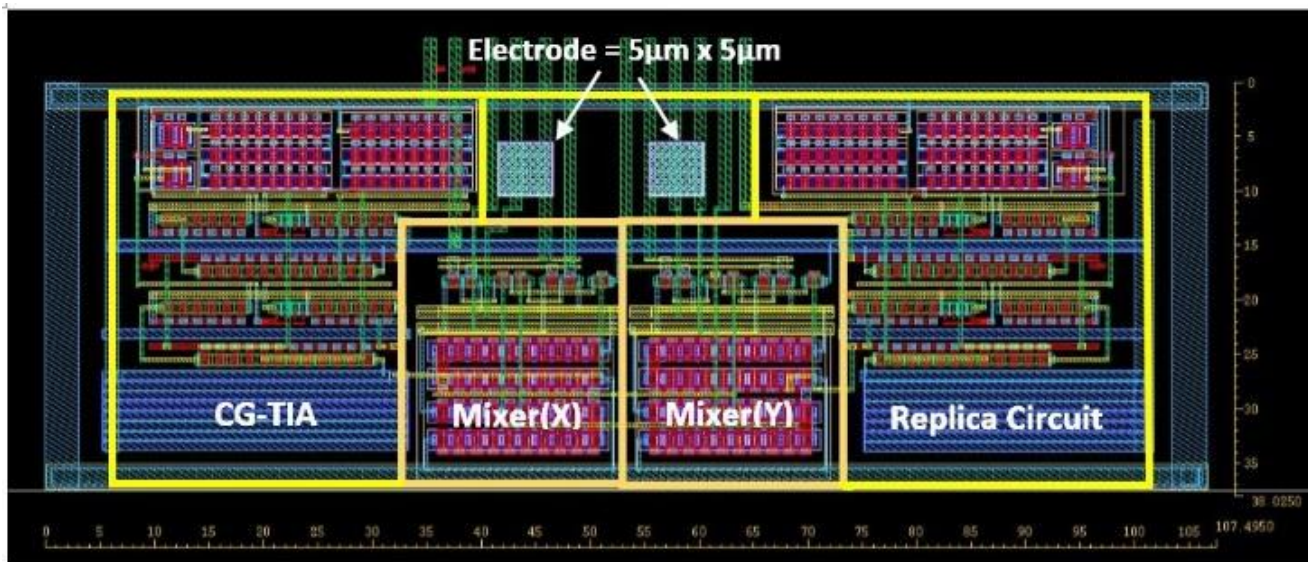 Electrode = 5μm x 5μm
0
5
10
15
20
25
30
35
38.0250
CG-TIA
Mixer(X)
Mixer(Y)
Replica Circuit
0 5 10 15 20 25 30 35 40 45 50 55 60 65 70 75 80 85 90 95 100 105 107.4950